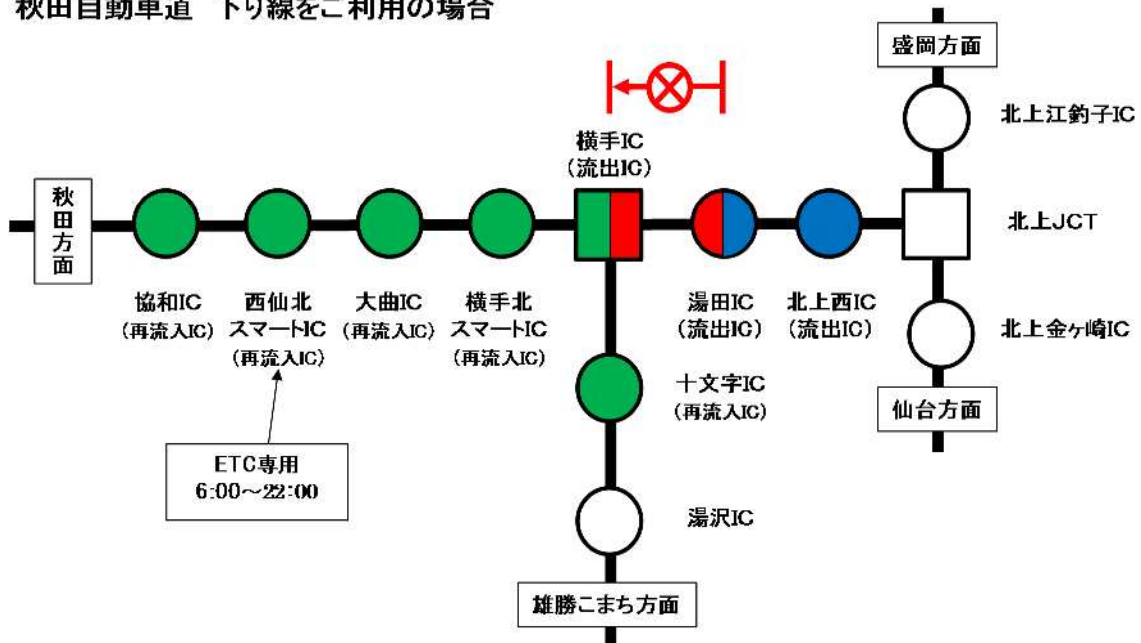 秋田自動車道 下り線をご利用の場合
盛岡方面
北上江釣子IC
横手IC
(流出IC)
秋田方面
北上JCT
協和IC
(再流入IC)
西仙北
スマートIC
(再流入IC)
大曲IC
(再流入IC)
横手北
スマートIC
(再流入IC)
湯田IC
(流出IC)
北上西IC
(流出IC)
北上金ヶ崎IC
十文字IC
(再流入IC)
仙台方面
ETC専用
6:00～22:00
湯沢IC
雄勝こまち方面